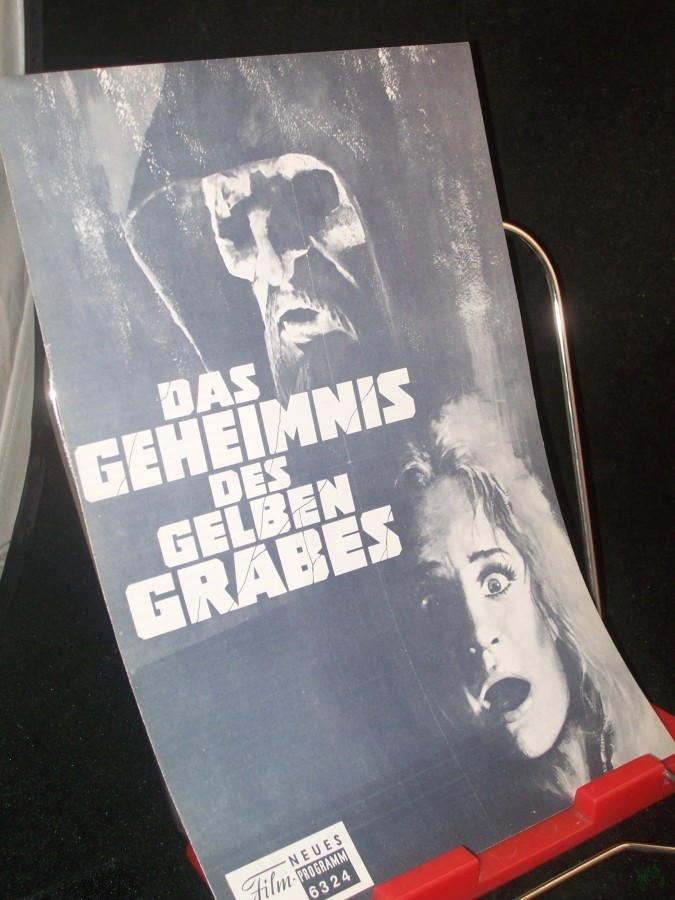 DAS
GEHEIMNIS
DES
GELBEN
GRABES
NEUES
Film-PROGRAMM
6324